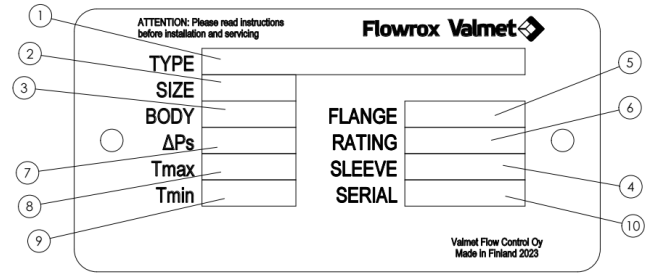 1
ATTENTION: Please read instructions
before installation and servicing
Flowrox Valmet
2
TYPE
3
SIZE
BODY
FLANGE
5
ΔPs
RATING
6
7
Tmax
SLEEVE
8
4
Tmin
SERIAL
9
10
Valmet Flow Control Oy
Made in Finland 2023